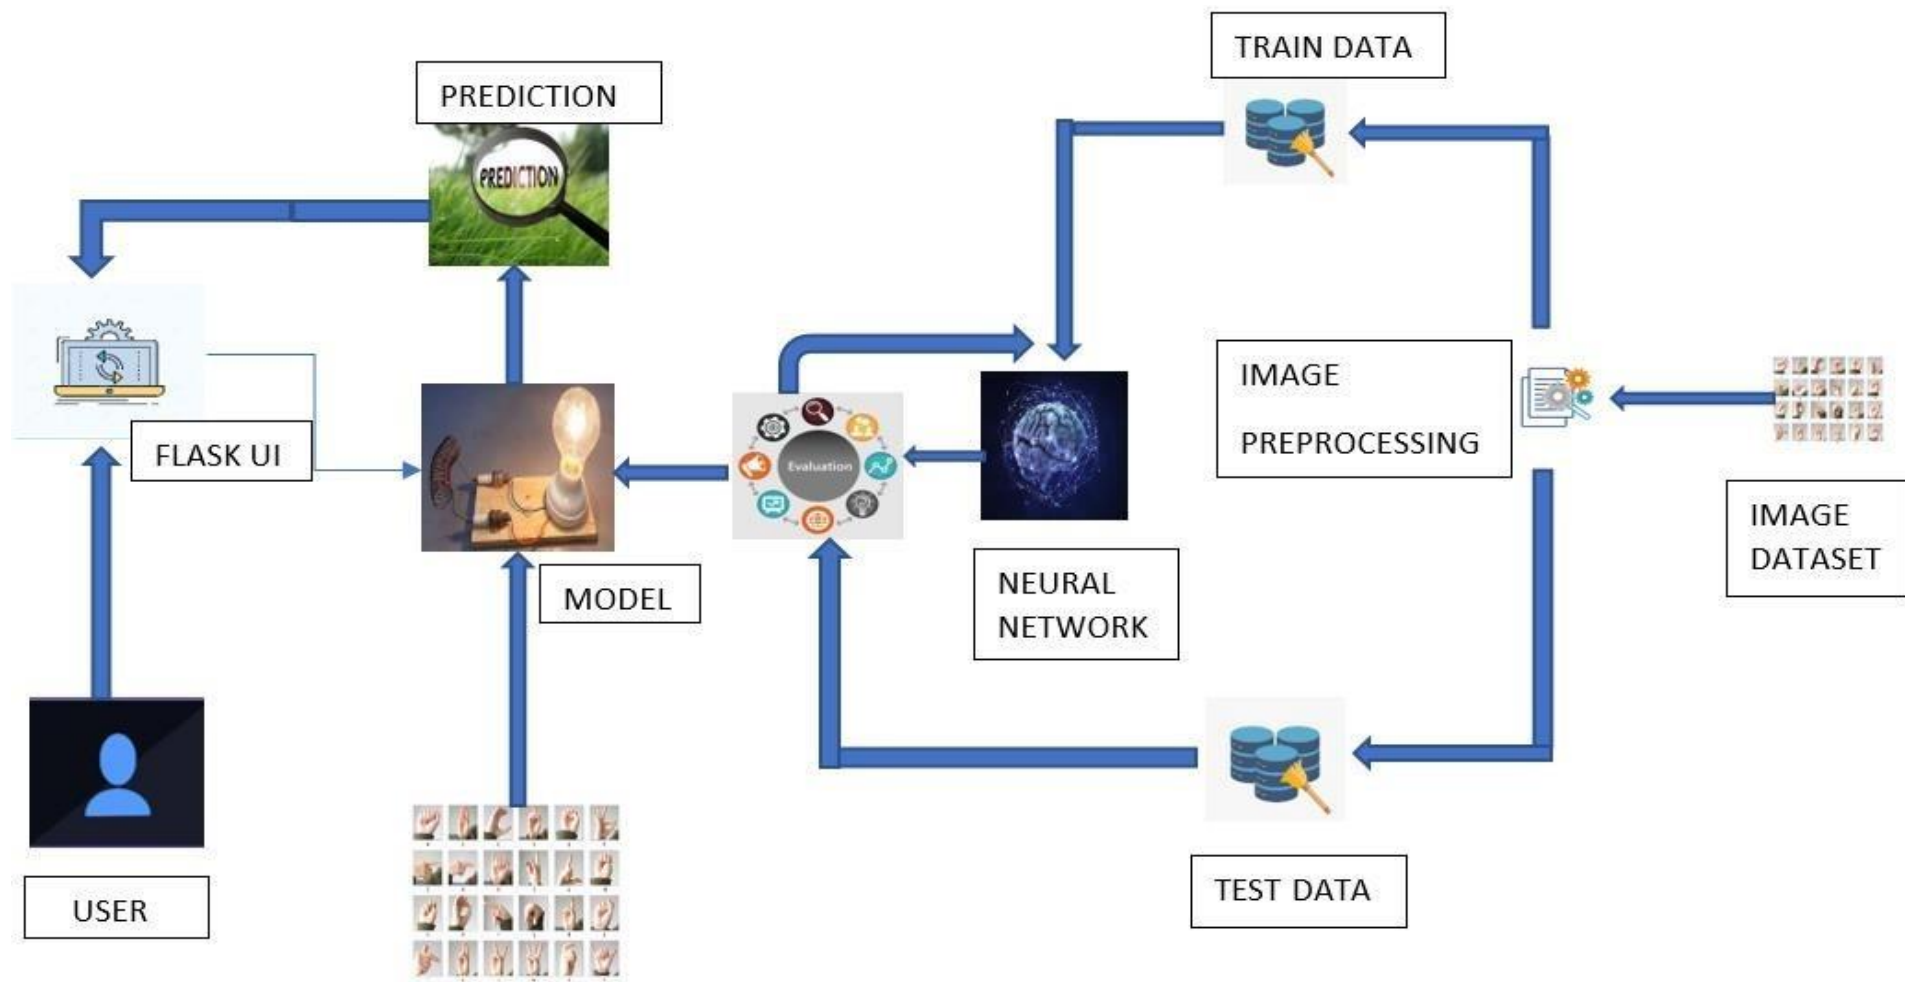 TRAIN DATA
PREDICTION
PREDICTION
FLASK UI
IMAGE
PREPROCESSING
Evaluation
IMAGE
DATASET
MODEL
NEURAL
NETWORK
USER
TEST DATA